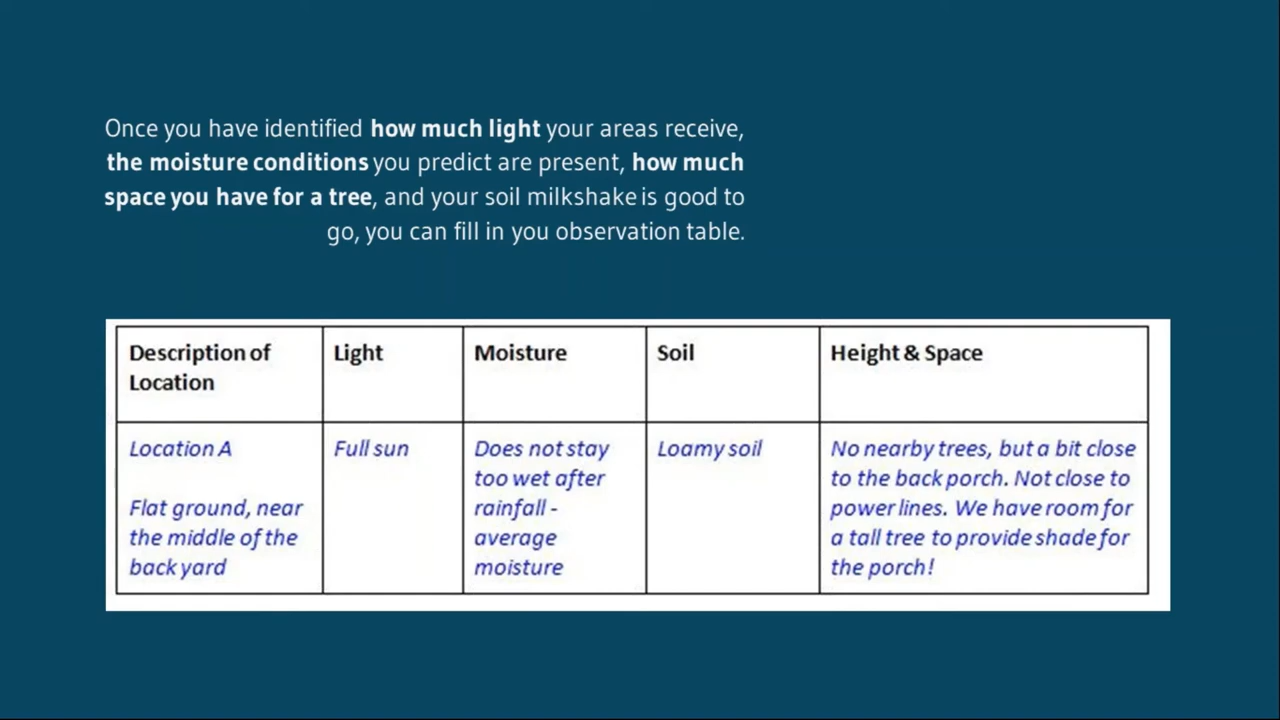 Once you have identified how much light your areas receive,
the moisture conditions you predict are present, how much
space you have for a tree, and your soil milkshake is good to
go, you can fill in you observation table.
Description of
Location
Light
Moisture
Soil
Height & Space
Location A
Flat ground, near
the middle of the
back yard
Full sun
Does not stay
too wet after
rainfall -
average
moisture
Loamy soil
No nearby trees, but a bit close
to the back porch. Not close to
power lines. We have room for
a tall tree to provide shade for
the porch!